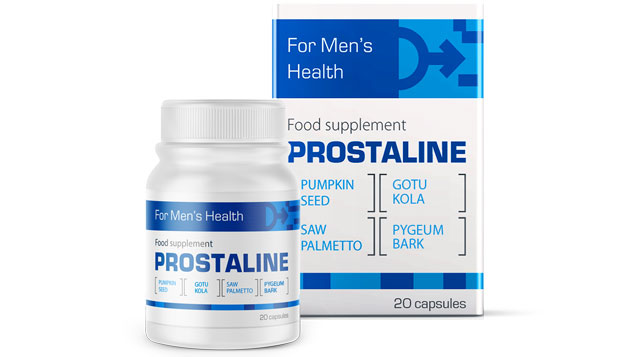 For Men's
Health
Food supplement
PROSTALINE
PUMPKIN
SEED
GOTU
KOLA
SAW
PALMETTO
PYGEUM
BARK
20 capsules
For Men's Health
Food supplement
PROSTALINE
PUMPKIN
SEED
GOTU
KOLA
SAW
PALMETTO
PYGEUM
BARK
20 capsules